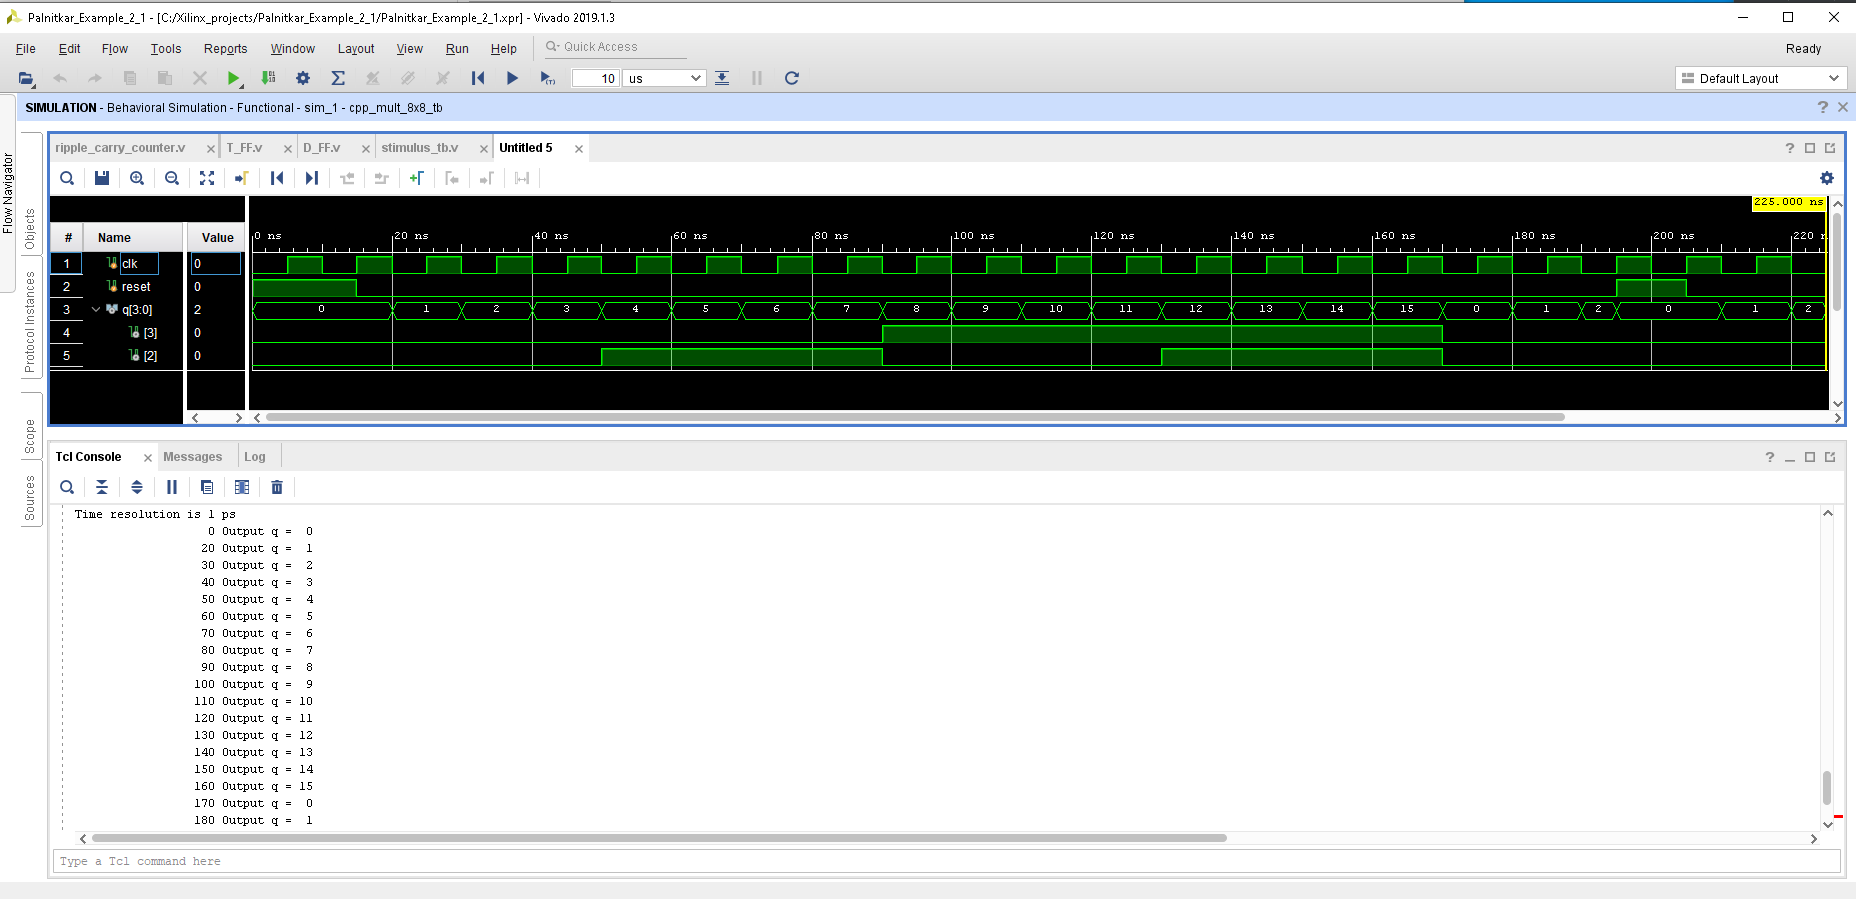 Palnitkar_Example_2_1 - [C:/Xilinx_projects/Palnitkar_Example_2_1/Palnitkar_Example_2_1.xpr] - Vivado 2019.1.3
File Edit Flow Tools Reports Window Layout View Run Help Quick Access Ready
10 us Default Layout
SIMULATION - Behavioral Simulation - Functional - sim_1 - cpp_mult_8x8_tb
Flow Navigator
Objects
Protocol Instances
Scope
Sources
ripple_carry_counter.v T_FF.v D_FF.v stimulus_tb.v Untitled 5
225.000 ns
# Name Value 0 ns 20 ns 40 ns 60 ns 80 ns 100 ns 120 ns 140 ns 160 ns 180 ns 200 ns 220
1 clk 0
2 reset 0
3 q[3:0] 2 0 1 2 3 4 5 6 7 8 9 10 11 12 13 14 15 0 1 2 0 1 2
4 [3] 0
5 [2] 0
Tcl Console Messages Log
Time resolution is 1 ps
0 Output q = 0
20 Output q = 1
30 Output q = 2
40 Output q = 3
50 Output q = 4
60 Output q = 5
70 Output q = 6
80 Output q = 7
90 Output q = 8
100 Output q = 9
110 Output q = 10
120 Output q = 11
130 Output q = 12
140 Output q = 13
150 Output q = 14
160 Output q = 15
170 Output q = 0
180 Output q = 1
Type a Tcl command here